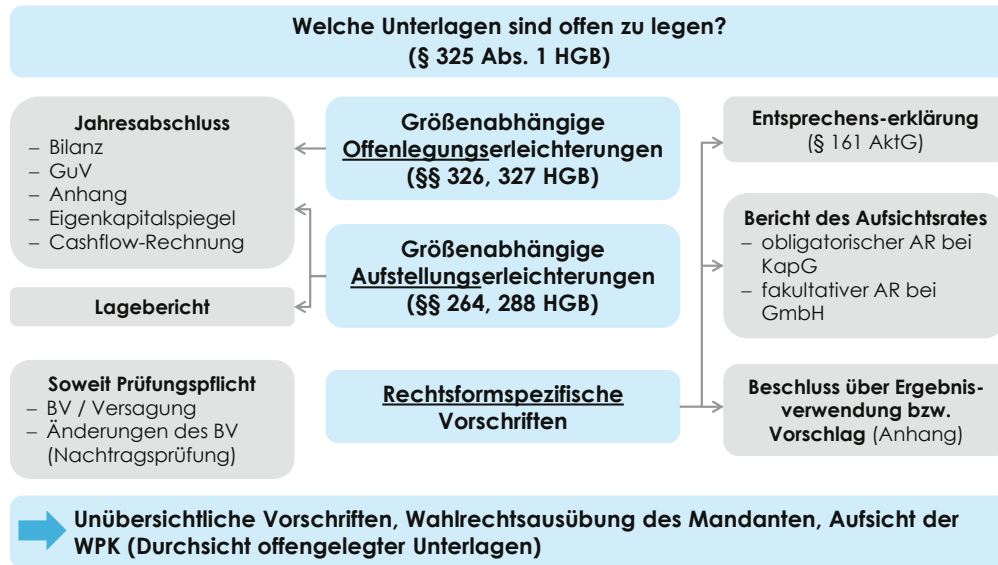 Welche Unterlagen sind offen zu legen?
(§ 325 Abs. 1 HGB)
Jahresabschluss
– Bilanz
– GuV
– Anhang
– Eigenkapitalspiegel
– Cashflow-Rechnung
Lagebericht
Soweit Prüfungspflicht
– BV / Versagung
– Änderungen des BV
(Nachtragsprüfung)
Größenabhängige
Offenlegungserleichterungen
(§§ 326, 327 HGB)
Größenabhängige
Aufstellungserleichterungen
(§§ 264, 288 HGB)
Rechtsformspezifische
Vorschriften
Entsprechens-erklärung
(§ 161 AktG)
Bericht des Aufsichtsrates
– obligatorischer AR bei
KapG
– fakultativer AR bei
GmbH
Beschluss über Ergebnis-
verwendung bzw.
Vorschlag (Anhang)
Unübersichtliche Vorschriften, Wahlrechtsausübung des Mandanten, Aufsicht der
WPK (Durchsicht offengelegter Unterlagen)